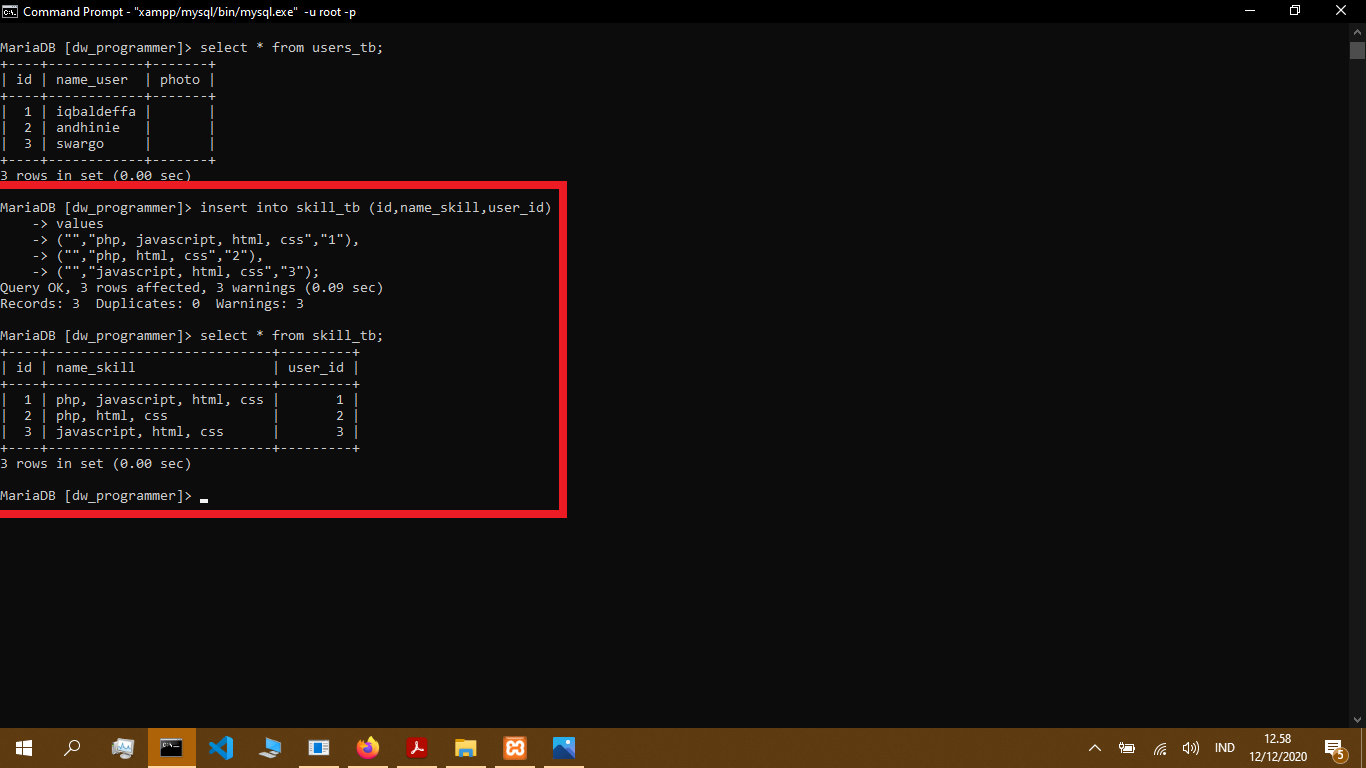 Command Prompt - "xampp/mysql/bin/mysql.exe"  -u root -p
MariaDB [dw_programmer]> select * from users_tb;
+----+------------+-------+
| id | name_user  | photo |
+----+------------+-------+
|  1 | iqbaldeffa |       |
|  2 | andhinie   |       |
|  3 | swargo     |       |
+----+------------+-------+
3 rows in set (0.00 sec)
MariaDB [dw_programmer]> insert into skill_tb (id,name_skill,user_id)
    -> values
    -> ("","php, javascript, html, css","1"),
    -> ("","php, html, css","2"),
    -> ("","javascript, html, css","3");
Query OK, 3 rows affected, 3 warnings (0.09 sec)
Records: 3  Duplicates: 0  Warnings: 3
MariaDB [dw_programmer]> select * from skill_tb;
+----+----------------------------+---------+
| id | name_skill                 | user_id |
+----+----------------------------+---------+
|  1 | php, javascript, html, css |       1 |
|  2 | php, html, css             |       2 |
|  3 | javascript, html, css      |       3 |
+----+----------------------------+---------+
3 rows in set (0.00 sec)
MariaDB [dw_programmer]>
IND
12.58
12/12/2020
5